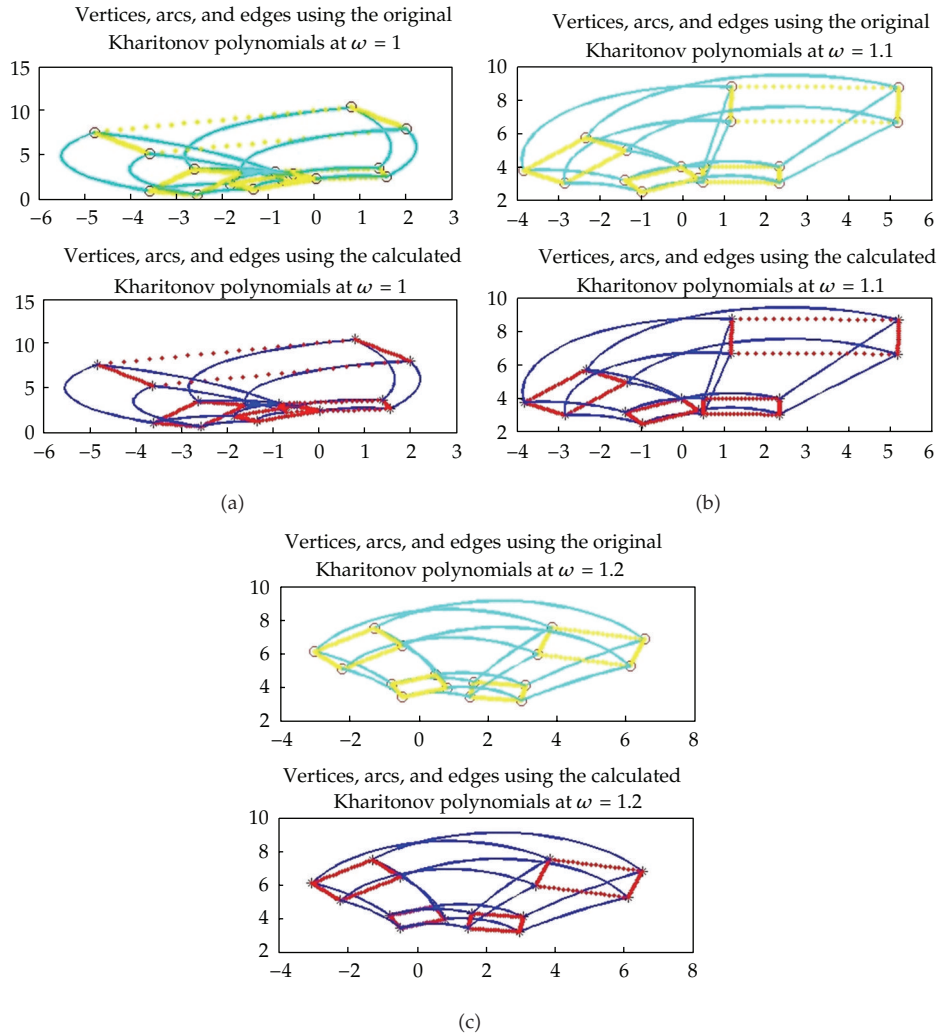 Vertices, arcs, and edges using the original
Kharitonov polynomials at ω = 1
15
10
5
0
−6 −5 −4 −3 −2 −1 0 1 2 3
Vertices, arcs, and edges using the calculated
Kharitonov polynomials at ω = 1
15
10
5
0
−6 −5 −4 −3 −2 −1 0 1 2 3
(a)
Vertices, arcs, and edges using the original
Kharitonov polynomials at ω = 1.1
10
8
6
4
2
−4 −3 −2 −1 0 1 2 3 4 5 6
Vertices, arcs, and edges using the calculated
Kharitonov polynomials at ω = 1.1
10
8
6
4
2
−4 −3 −2 −1 0 1 2 3 4 5 6
(b)
Vertices, arcs, and edges using the original
Kharitonov polynomials at ω = 1.2
10
8
6
4
2
−4 −2 0 2 4 6 8
Vertices, arcs, and edges using the calculated
Kharitonov polynomials at ω = 1.2
10
8
6
4
2
−4 −2 0 2 4 6 8
(c)